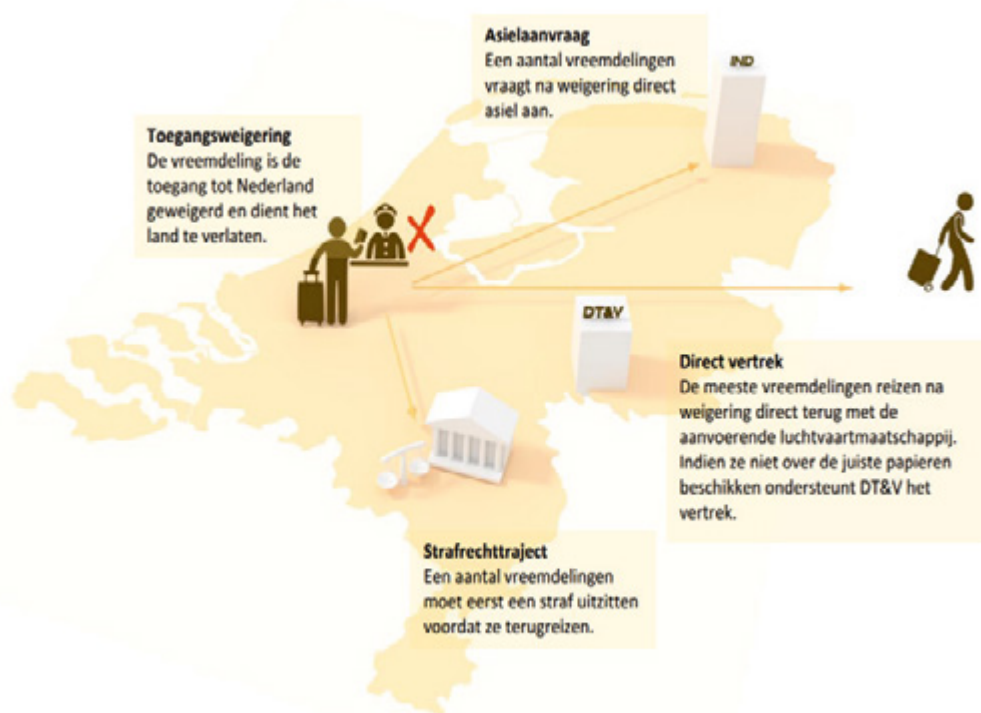 Asielaanvraag
Een aantal vreemdelingen
vraagt na weigering direct
asiel aan.
IND
Toegangsweigering
De vreemdeling is de
toegang tot Nederland
geweigerd en dient het
land te verlaten.
DT&V
Direct vertrek
De meeste vreemdelingen reizen na
weigering direct terug met de
aanvoerende luchtvaartmaatschappij.
Indien ze niet over de juiste papieren
beschikken ondersteunt DT&V het
vertrek.
Strafrechttraject
Een aantal vreemdelingen
moet eerst een straf uitzitten
voordat ze terugreizen.